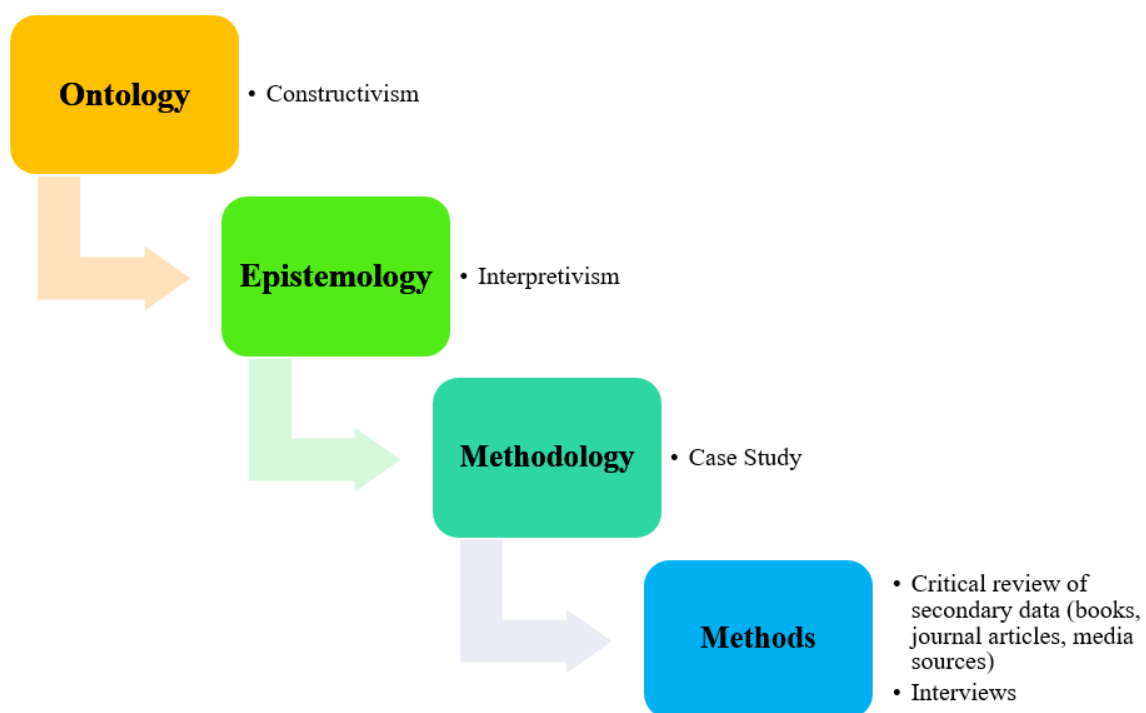 Ontology
• Constructivism
Epistemology
• Interpretivism
Methodology
• Case Study
Methods
• Critical review of
secondary data (books,
journal articles, media
sources)
• Interviews